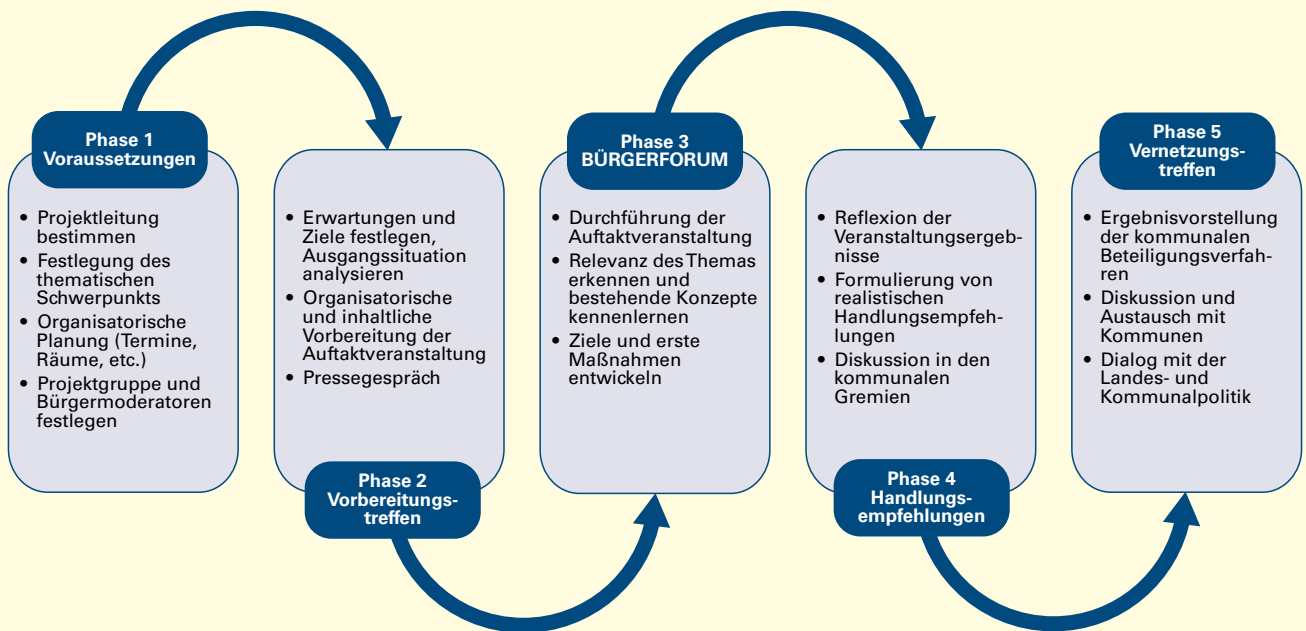 Phase 1
Voraussetzungen
• Projektleitung
bestimmen
• Festlegung des
thematischen
Schwerpunkts
• Organisatorische
Planung (Termine,
Räume, etc.)
• Projektgruppe und
Bürgermoderatoren
festlegen
• Erwartungen und
Ziele festlegen,
Ausgangssituation
analysieren
• Organisatorische
und inhaltliche
Vorbereitung der
Auftaktveranstaltung
• Pressegespräch
Phase 2
Vorbereitungs-
treffen
Phase 3
BÜRGERFORUM
• Durchführung der
Auftaktveranstaltung
• Relevanz des Themas
erkennen und
bestehende Konzepte
kennenlernen
• Ziele und erste
Maßnahmen
entwickeln
• Reflexion der
Veranstaltungsergeb-
nisse
• Formulierung von
realistischen
Handlungsempfeh-
lungen
• Diskussion in den
kommunalen
Gremien
Phase 4
Handlungs-
empfehlungen
Phase 5
Vernetzungs-
treffen
• Ergebnisvorstellung
der kommunalen
Beteiligungsverfah-
ren
• Diskussion und
Austausch mit
Kommunen
• Dialog mit der
Landes- und
Kommunalpolitik